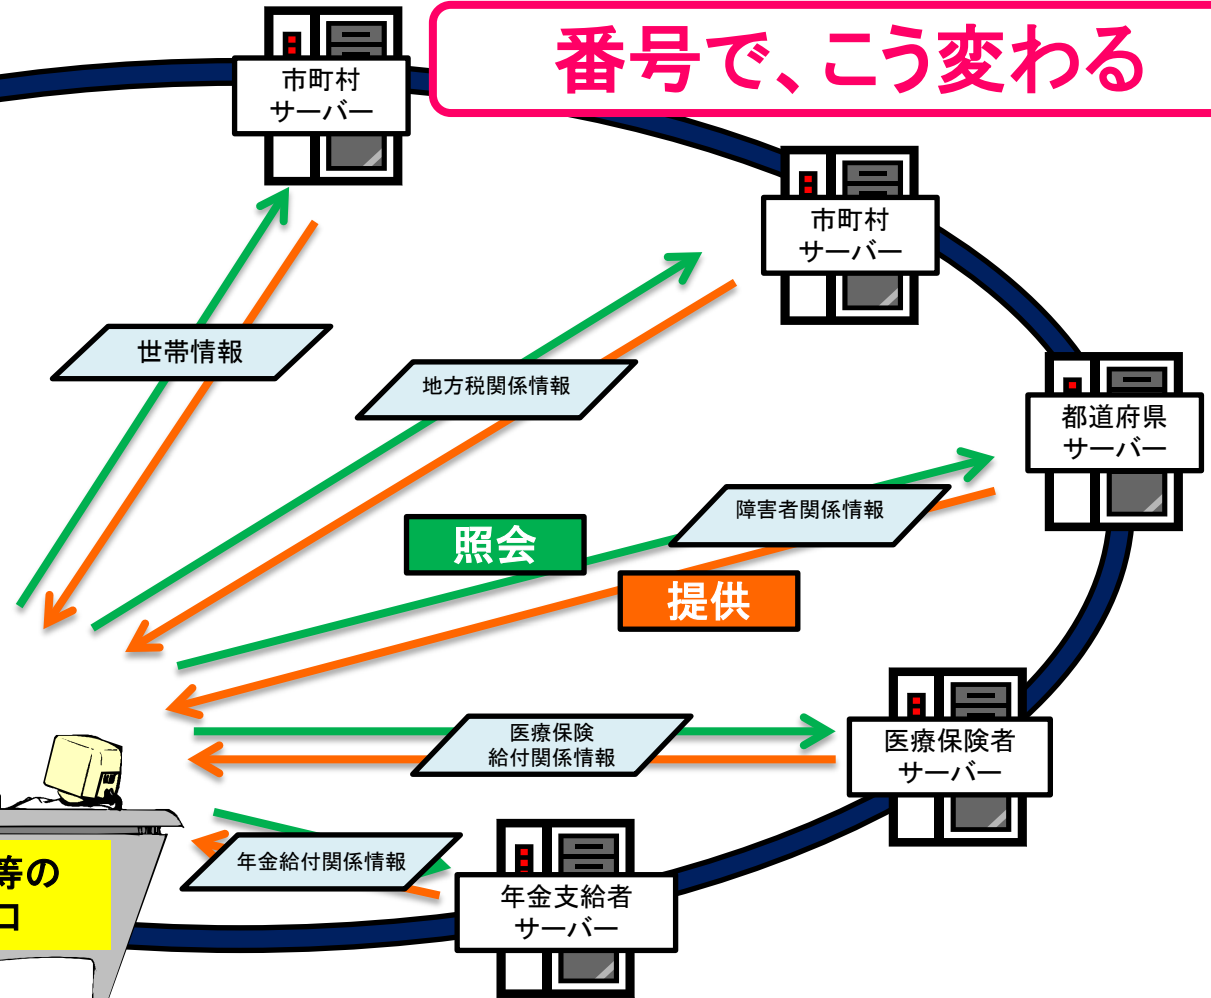 番号で、こう変わる
市町村
サーバー
市町村
サーバー
世帯情報
地方税関係情報
都道府県
サーバー
障害者関係情報
照会
提供
医療保険
給付関係情報
医療保険者
サーバー
年金給付関係情報
等の
口
年金支給者
サーバー